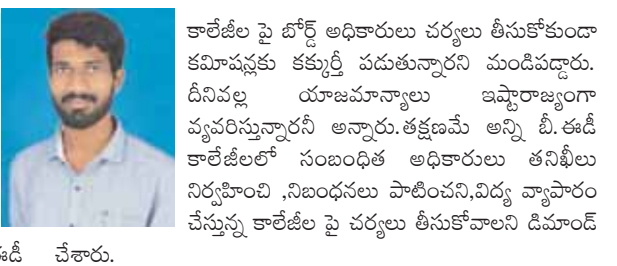 కాలేజీల పై బోర్డ్ అధికారులు చర్యలు తీసుకోకుండా
కమీషన్లకు కక్కుర్తీ పడుతున్నారని మండిపడ్డారు.
దీనివల్ల యాజమాన్యాలు ఇష్టారాజ్యంగా
వ్యవరిస్తున్నారనీ అన్నారు.తక్షణమే అన్ని బీ.ఈడీ
కాలేజీలలో సంబంధిత అధికారులు తనిఖీలు
నిర్వహించి ,నిబంధనలు పాటించని,విద్య వ్యాపారం
చేస్తున్న కాలేజీల పై చర్యలు తీసుకోవాలని డిమాండ్
చేశారు.